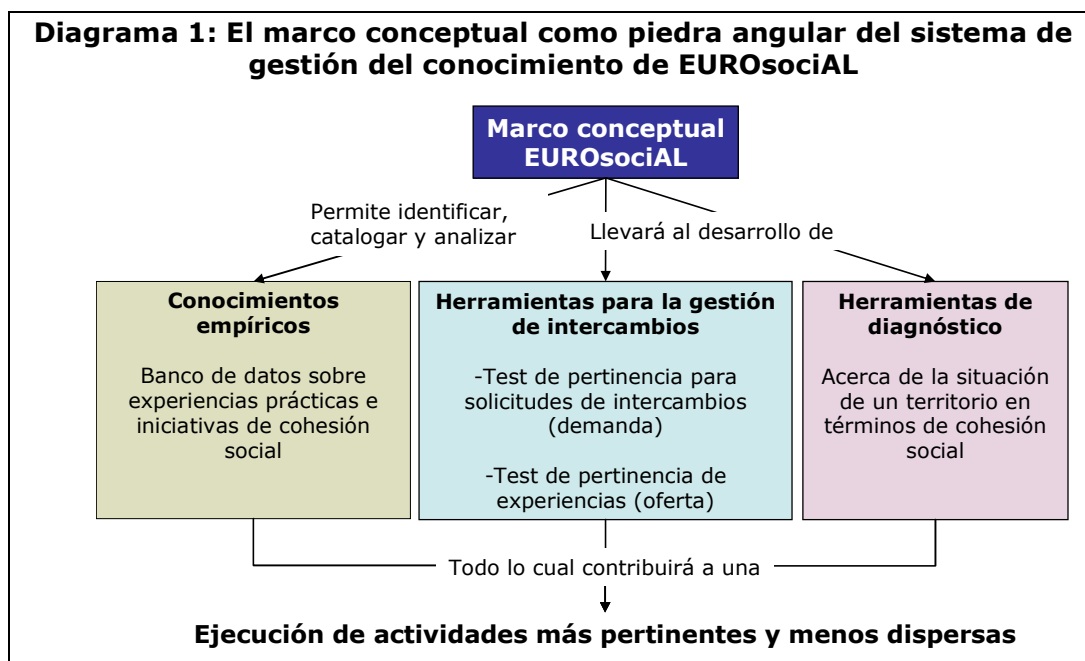 Diagrama 1: El marco conceptual como piedra angular del sistema de
gestión del conocimiento de EUROsociAL
Marco conceptual
EUROsociAL
Permite identificar,
catalogar y analizar
Llevará al desarrollo de
Conocimientos
empíricos
Banco de datos sobre
experiencias prácticas e
iniciativas de cohesión
social
Herramientas para la gestión
de intercambios
-Test de pertinencia para
solicitudes de intercambios
(demanda)
-Test de pertinencia de
experiencias (oferta)
Herramientas de
diagnóstico
Acerca de la situación
de un territorio en
términos de cohesión
social
Todo lo cual contribuirá a una
Ejecución de actividades más pertinentes y menos dispersas